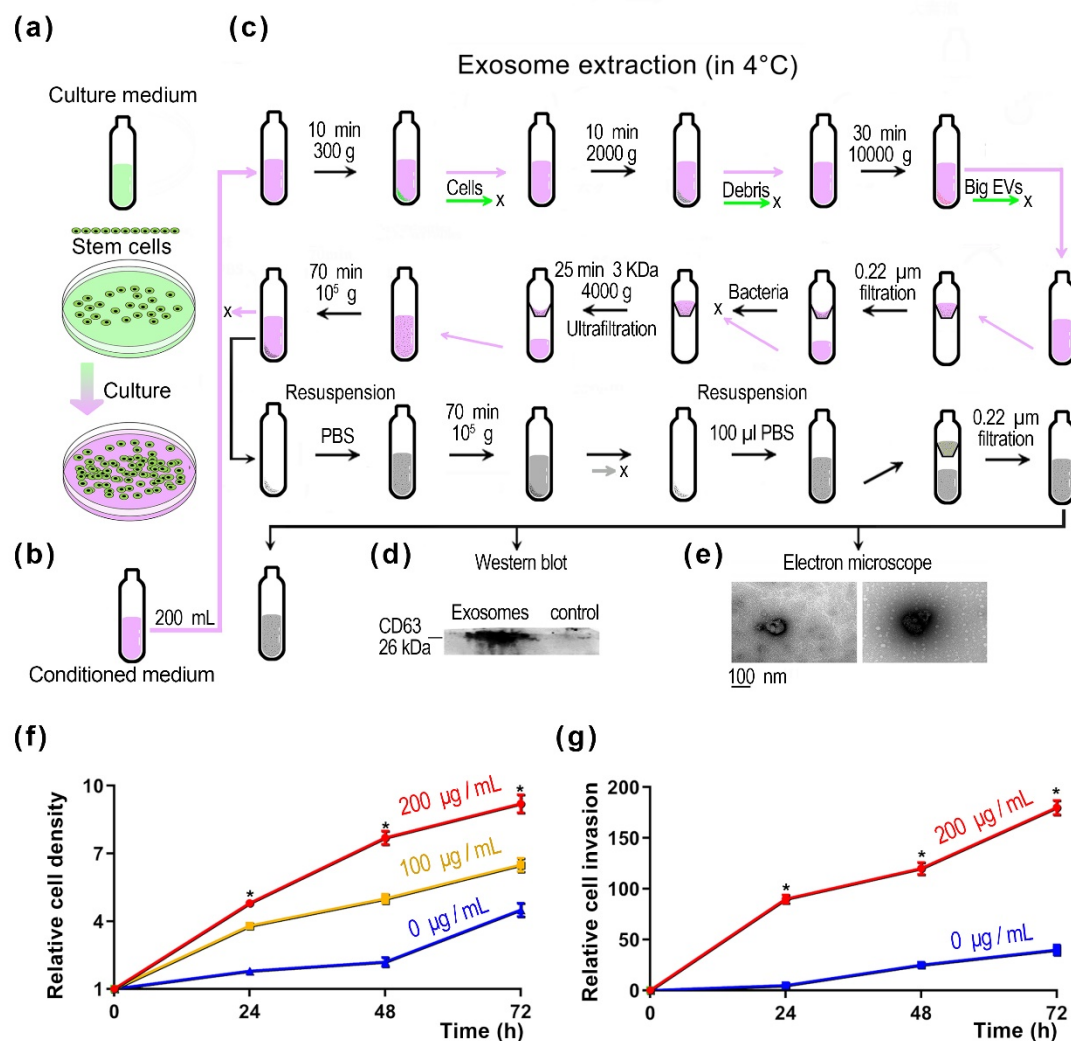 (a)
Culture medium
Stem cells
Culture
(b)
200 mL
Conditioned medium
(c)
Exosome extraction (in 4°C)
10 min
300 g
Cells
x
10 min
2000 g
Debris
x
30 min
10000 g
Big EVs
x
70 min
10⁵ g
x
25 min 3 KDa
4000 g
Ultrafiltration
Bacteria
x
0.22 µm
filtration
Resuspension
PBS
70 min
10⁵ g
x
Resuspension
100 µl PBS
0.22 µm
filtration
(d)
Western blot
Exosomes control
CD63
26 kDa
(e)
Electron microscope
100 nm
(f)
Relative cell density
10
7
4
1
0 24 48 72
Time (h)
200 µg / mL
100 µg / mL
0 µg / mL
* * *
(g)
Relative cell invasion
200
150
100
50
0
0 24 48 72
Time (h)
200 µg / mL
0 µg / mL
* * *